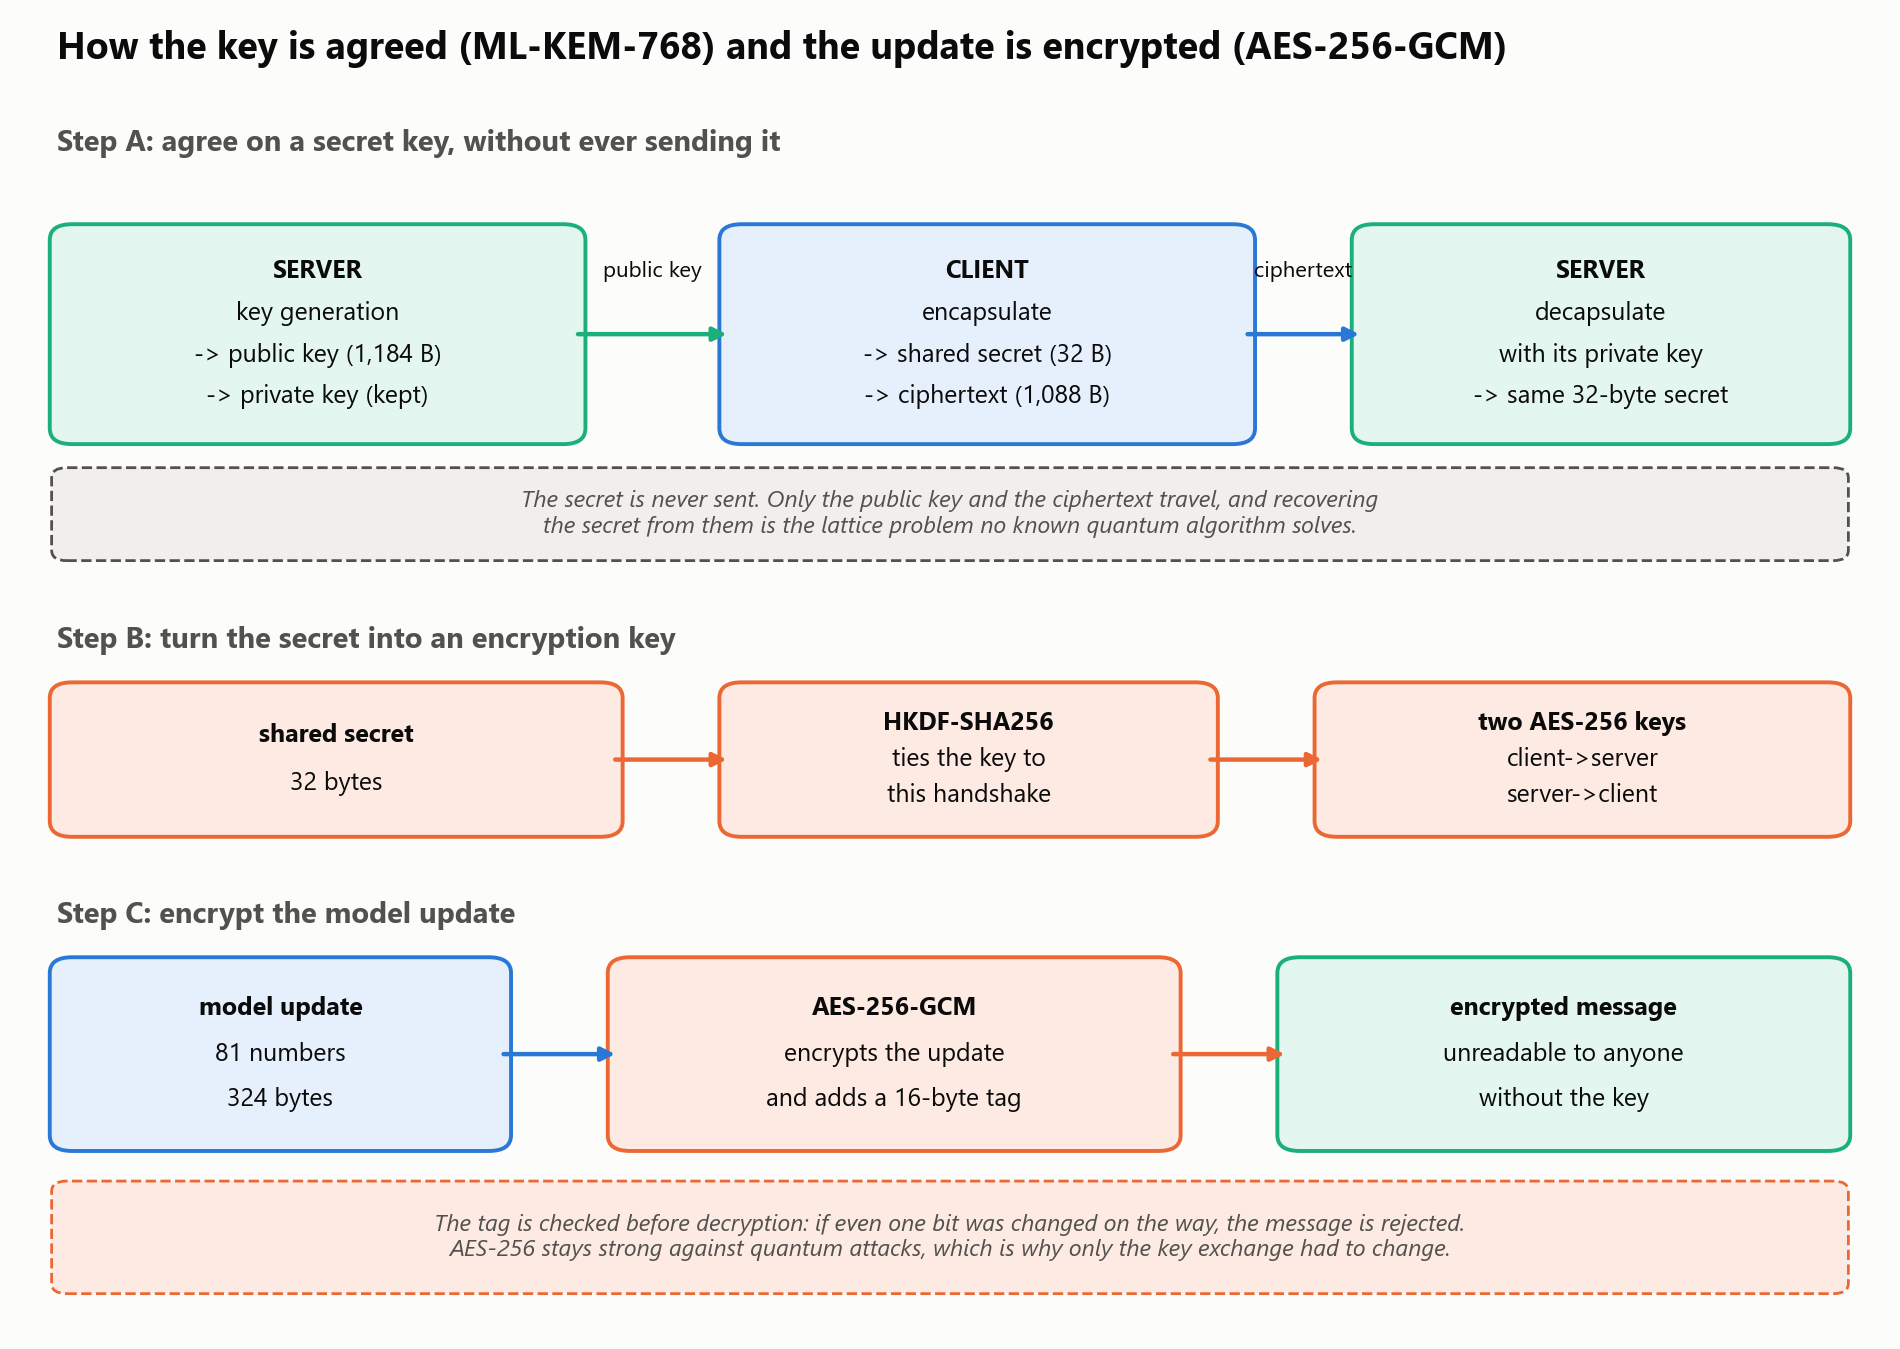 How the key is agreed (ML-KEM-768) and the update is encrypted (AES-256-GCM)
Step A: agree on a secret key, without ever sending it
SERVER
key generation
-> public key (1,184 B)
-> private key (kept)
public key
CLIENT
encapsulate
-> shared secret (32 B)
-> ciphertext (1,088 B)
ciphertext
SERVER
decapsulate
with its private key
-> same 32-byte secret
The secret is never sent. Only the public key and the ciphertext travel, and recovering
the secret from them is the lattice problem no known quantum algorithm solves.
Step B: turn the secret into an encryption key
shared secret
32 bytes
HKDF-SHA256
ties the key to
this handshake
two AES-256 keys
client->server
server->client
Step C: encrypt the model update
model update
81 numbers
324 bytes
AES-256-GCM
encrypts the update
and adds a 16-byte tag
encrypted message
unreadable to anyone
without the key
The tag is checked before decryption: if even one bit was changed on the way, the message is rejected.
AES-256 stays strong against quantum attacks, which is why only the key exchange had to change.